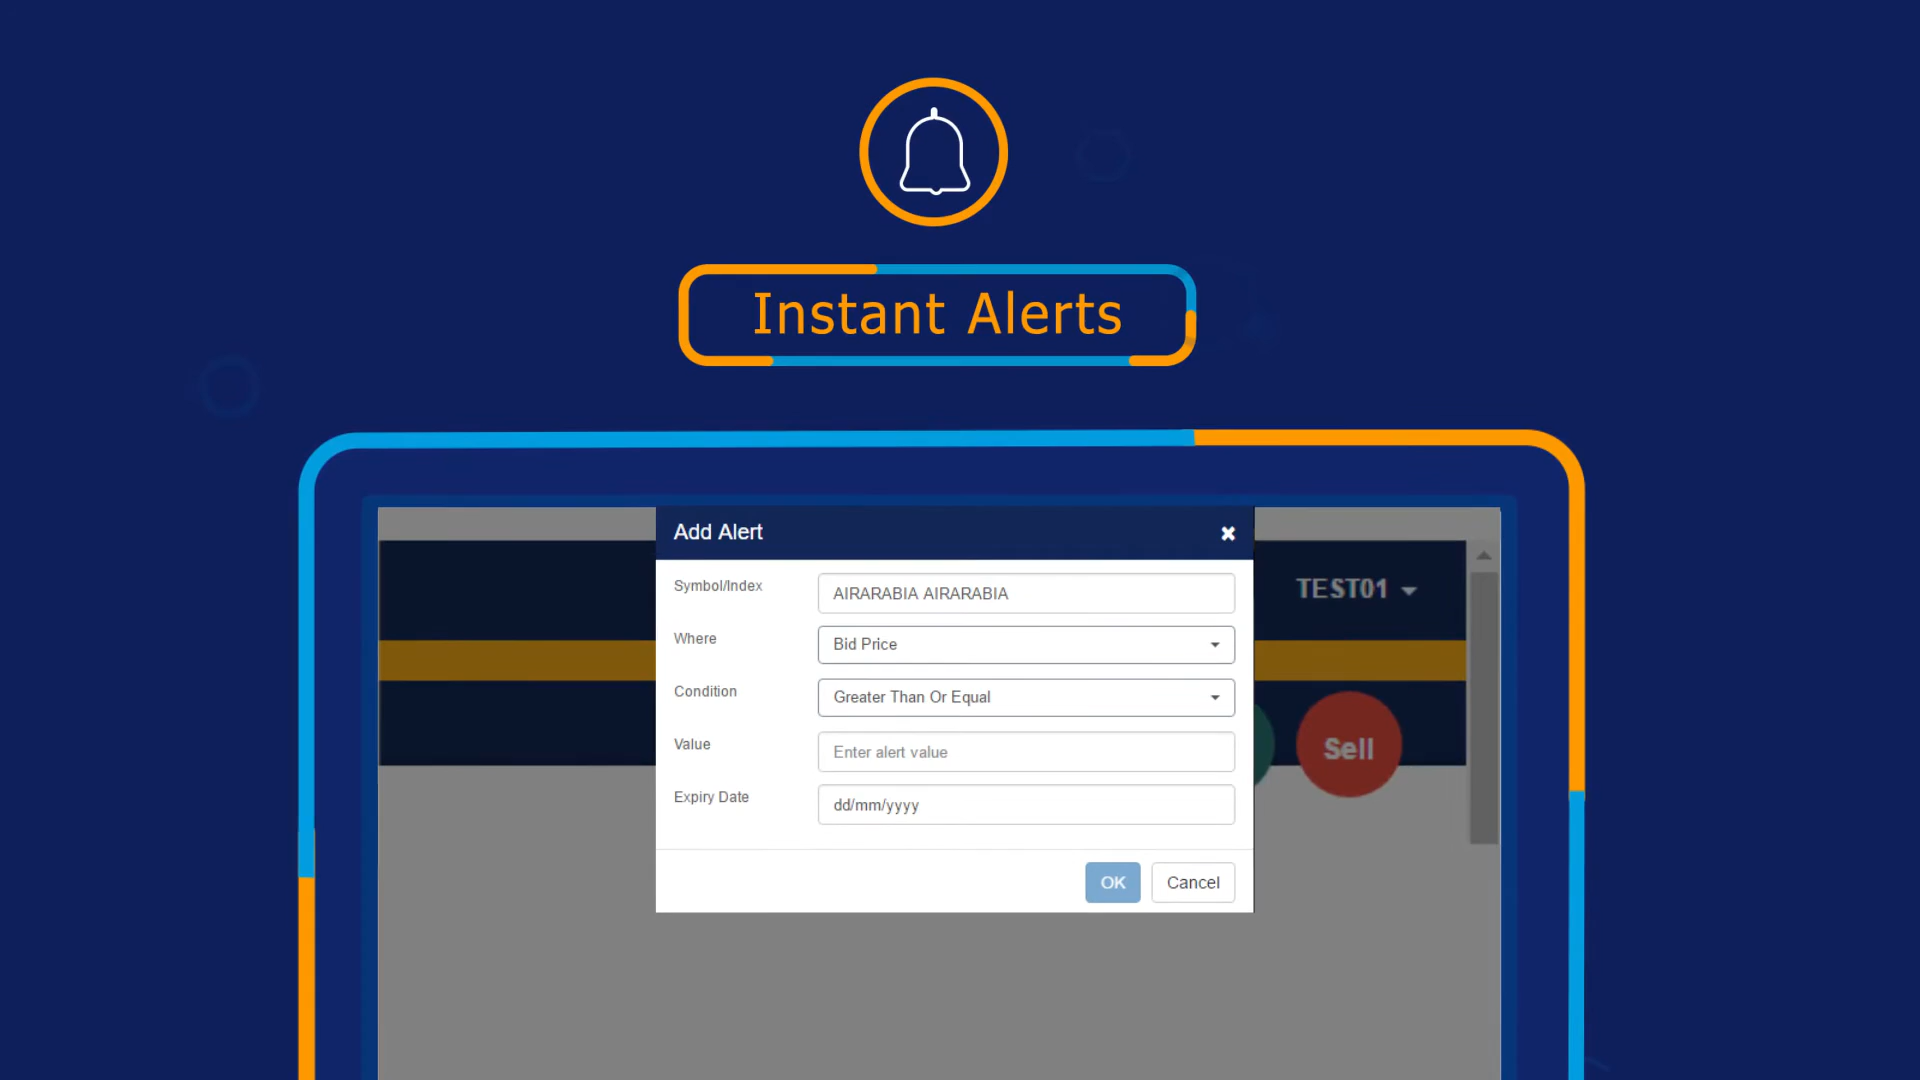 Instant Alerts
Add Alert
Symbol/Index
AIRARABIA AIRARABIA
TEST01
Where
Bid Price
Condition
Greater Than Or Equal
Sell
Value
Enter alert value
Expiry Date
dd/mm/yyyy
OK
Cancel